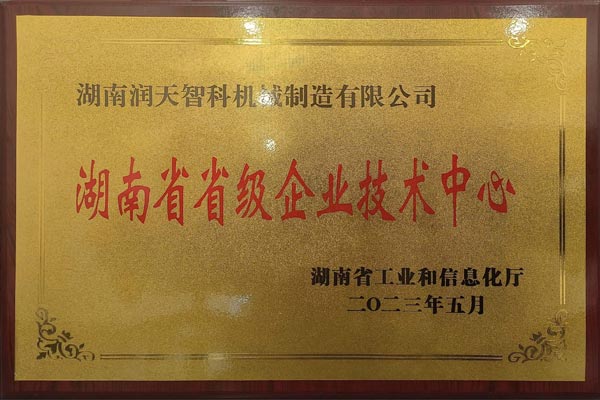 湖南润天智科机械制造有限公司
湖南省省级企业技术中心
湖南省工业和信息化厅
二〇二三年五月